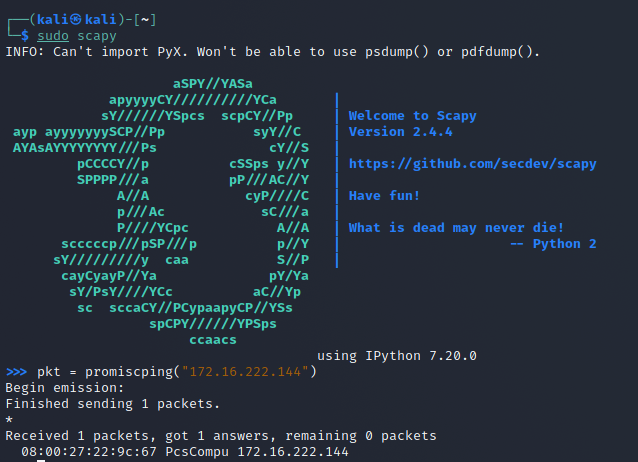 ┌──(kali㉿kali)-[~]
└─$ sudo scapy
INFO: Can't import PyX. Won't be able to use psdump() or pdfdump().

                     aSPY//YASa
             apyyyyCY//////////YCa       |
            sY//////YSpcs  scpCY//Pp     | Welcome to Scapy
 ayp ayyyyyyySCP//Pp           syY//C    | Version 2.4.4
 AYAsAYYYYYYYY///Ps              cY//S   |
         pCCCCY//p          cSSps y//Y   | https://github.com/secdev/scapy
         SPPPP///a          pP///AC//Y   |
              A//A            cyP////C   | Have fun!
              p///Ac            sC///a   |
              P////YCpc           A//A   | What is dead may never die!
       scccccp///pSP///p          p//Y   |                     -- Python 2
      sY/////////y  caa           S//P   |
       cayCyayP//Ya              pY/Ya
        sY/PsY////YCc          aC//Yp
         sc  sccaCY//PCypaapyCP//YSs
                  spCPY//////YPSps
                       ccaacs
                                       using IPython 7.20.0
>>> pkt = promiscping("172.16.222.144")
Begin emission:
Finished sending 1 packets.
*
Received 1 packets, got 1 answers, remaining 0 packets
  08:00:27:22:9c:67 PcsCompu 172.16.222.144